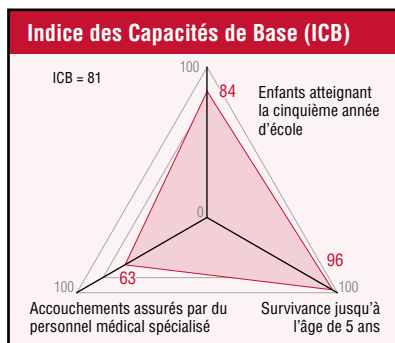 Indice des Capacités de Base (ICB)
ICB = 81
100
84
Enfants atteignant
la cinquième année
d'école
0
96
63
100
100
Accouchements assurés par du
personnel médical spécialisé
Survivance jusqu'à
l'âge de 5 ans